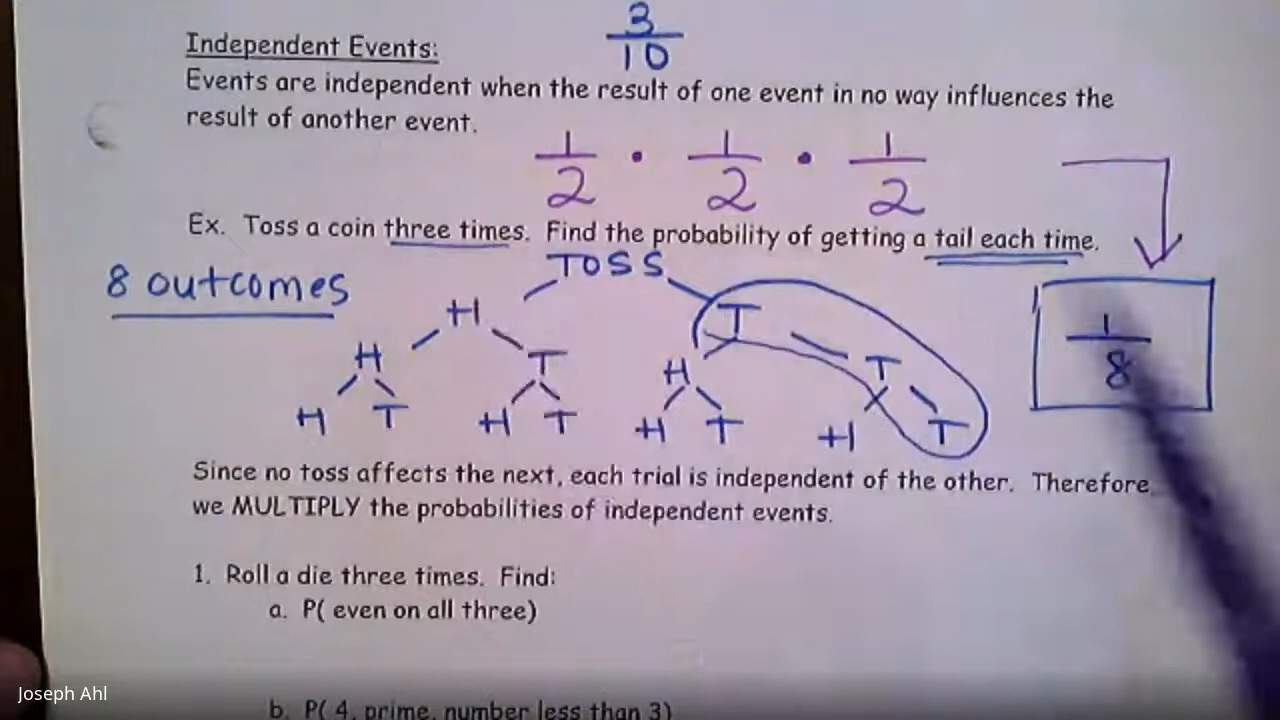 3
10
Independent Events:
Events are independent when the result of one event in no way influences the
result of another event.
1/2 · 1/2 · 1/2
Ex. Toss a coin three times. Find the probability of getting a tail each time.
8 outcomes
TOSS
H T
H T H T
H T H T H T H T
1
8
Since no toss affects the next, each trial is independent of the other. Therefore,
we MULTIPLY the probabilities of independent events.
1. Roll a die three times. Find:
a. P( even on all three)
b. P( 4, prime, number less than 3)
Joseph Ahl